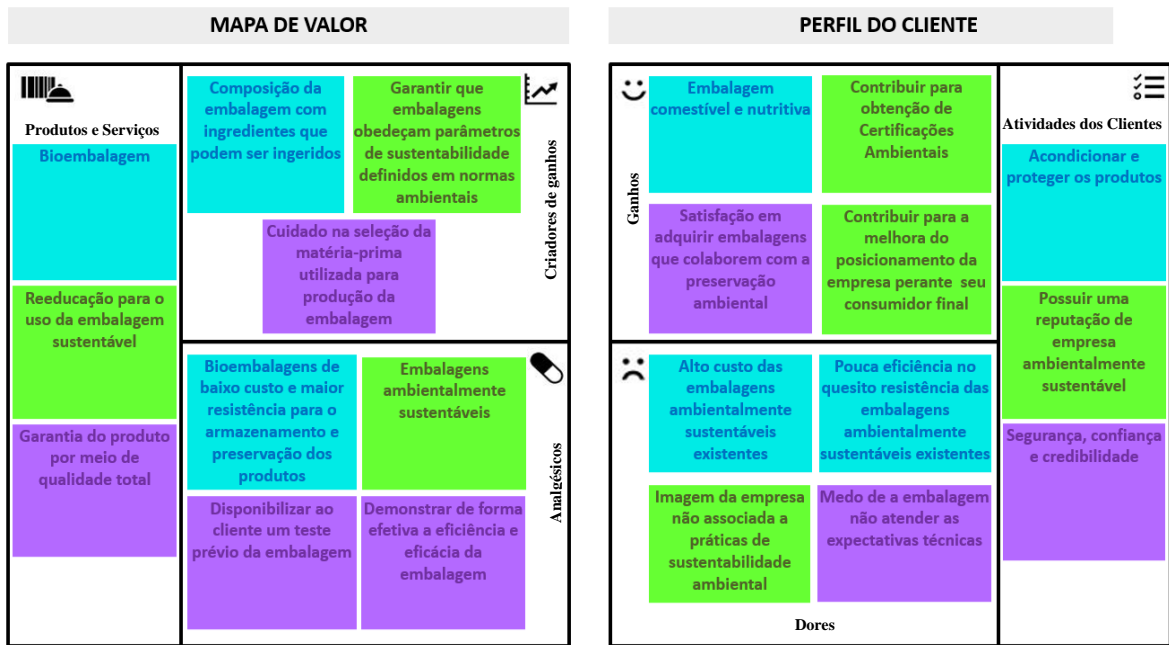 MAPA DE VALOR
Produtos e Serviços
Bioembalagem
Reeducação para o
uso da embalagem
sustentável
Garantia do produto
por meio de
qualidade total
Composição da
embalagem com
ingredientes que
podem ser ingeridos
Garantir que
embalagens
obedeçam parâmetros
de sustentabilidade
definidos em normas
ambientais
Cuidado na seleção da
matéria-prima
utilizada para
produção da
embalagem
Criadores de ganhos
Bioembalagens de
baixo custo e maior
resistência para o
armazenamento e
preservação dos
produtos
Embalagens
ambientalmente
sustentáveis
Disponibilizar ao
cliente um teste
prévio da embalagem
Demonstrar de forma
efetiva a eficiência e
eficácia da
embalagem
Analgésicos
PERFIL DO CLIENTE
Ganhos
Embalagem
comestível e nutritiva
Contribuir para
obtenção de
Certificações
Ambientais
Satisfação em
adquirir embalagens
que colaborem com a
preservação
ambiental
Contribuir para a
melhora do
posicionamento da
empresa perante seu
consumidor final
Alto custo das
embalagens
ambientalmente
sustentáveis
existentes
Pouca eficiência no
quesito resistência das
embalagens
ambientalmente
sustentáveis existentes
Imagem da empresa
não associada a
práticas de
sustentabilidade
ambiental
Medo de a embalagem
não atender as
expectativas técnicas
Dores
Atividades dos Clientes
Acondicionar e
proteger os produtos
Possuir uma
reputação de
empresa
ambientalmente
sustentável
Segurança, confiança
e credibilidade